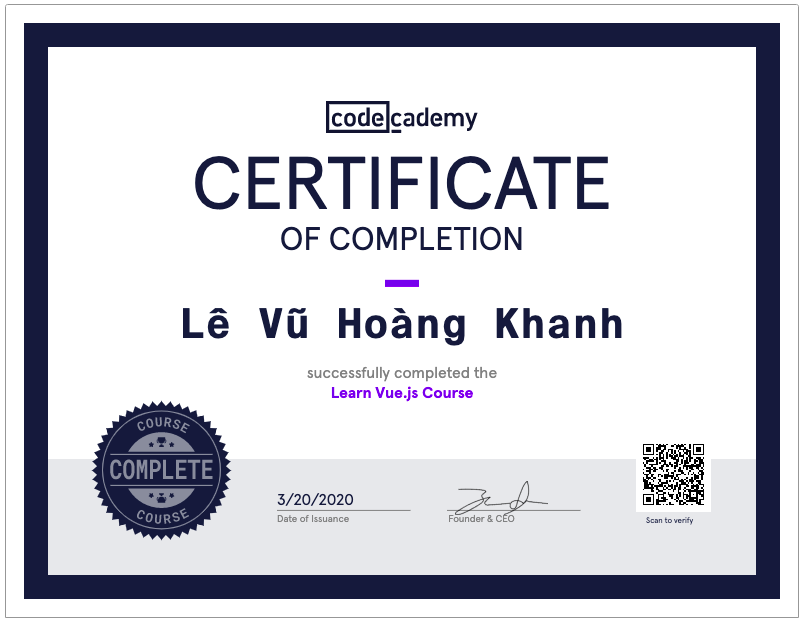 codecademy
CERTIFICATE
OF COMPLETION
Lê Vũ Hoàng Khanh
successfully completed the
Learn Vue.js Course
COURSE
COMPLETE
COURSE
3/20/2020
Date of Issuance
Founder & CEO
Scan to verify